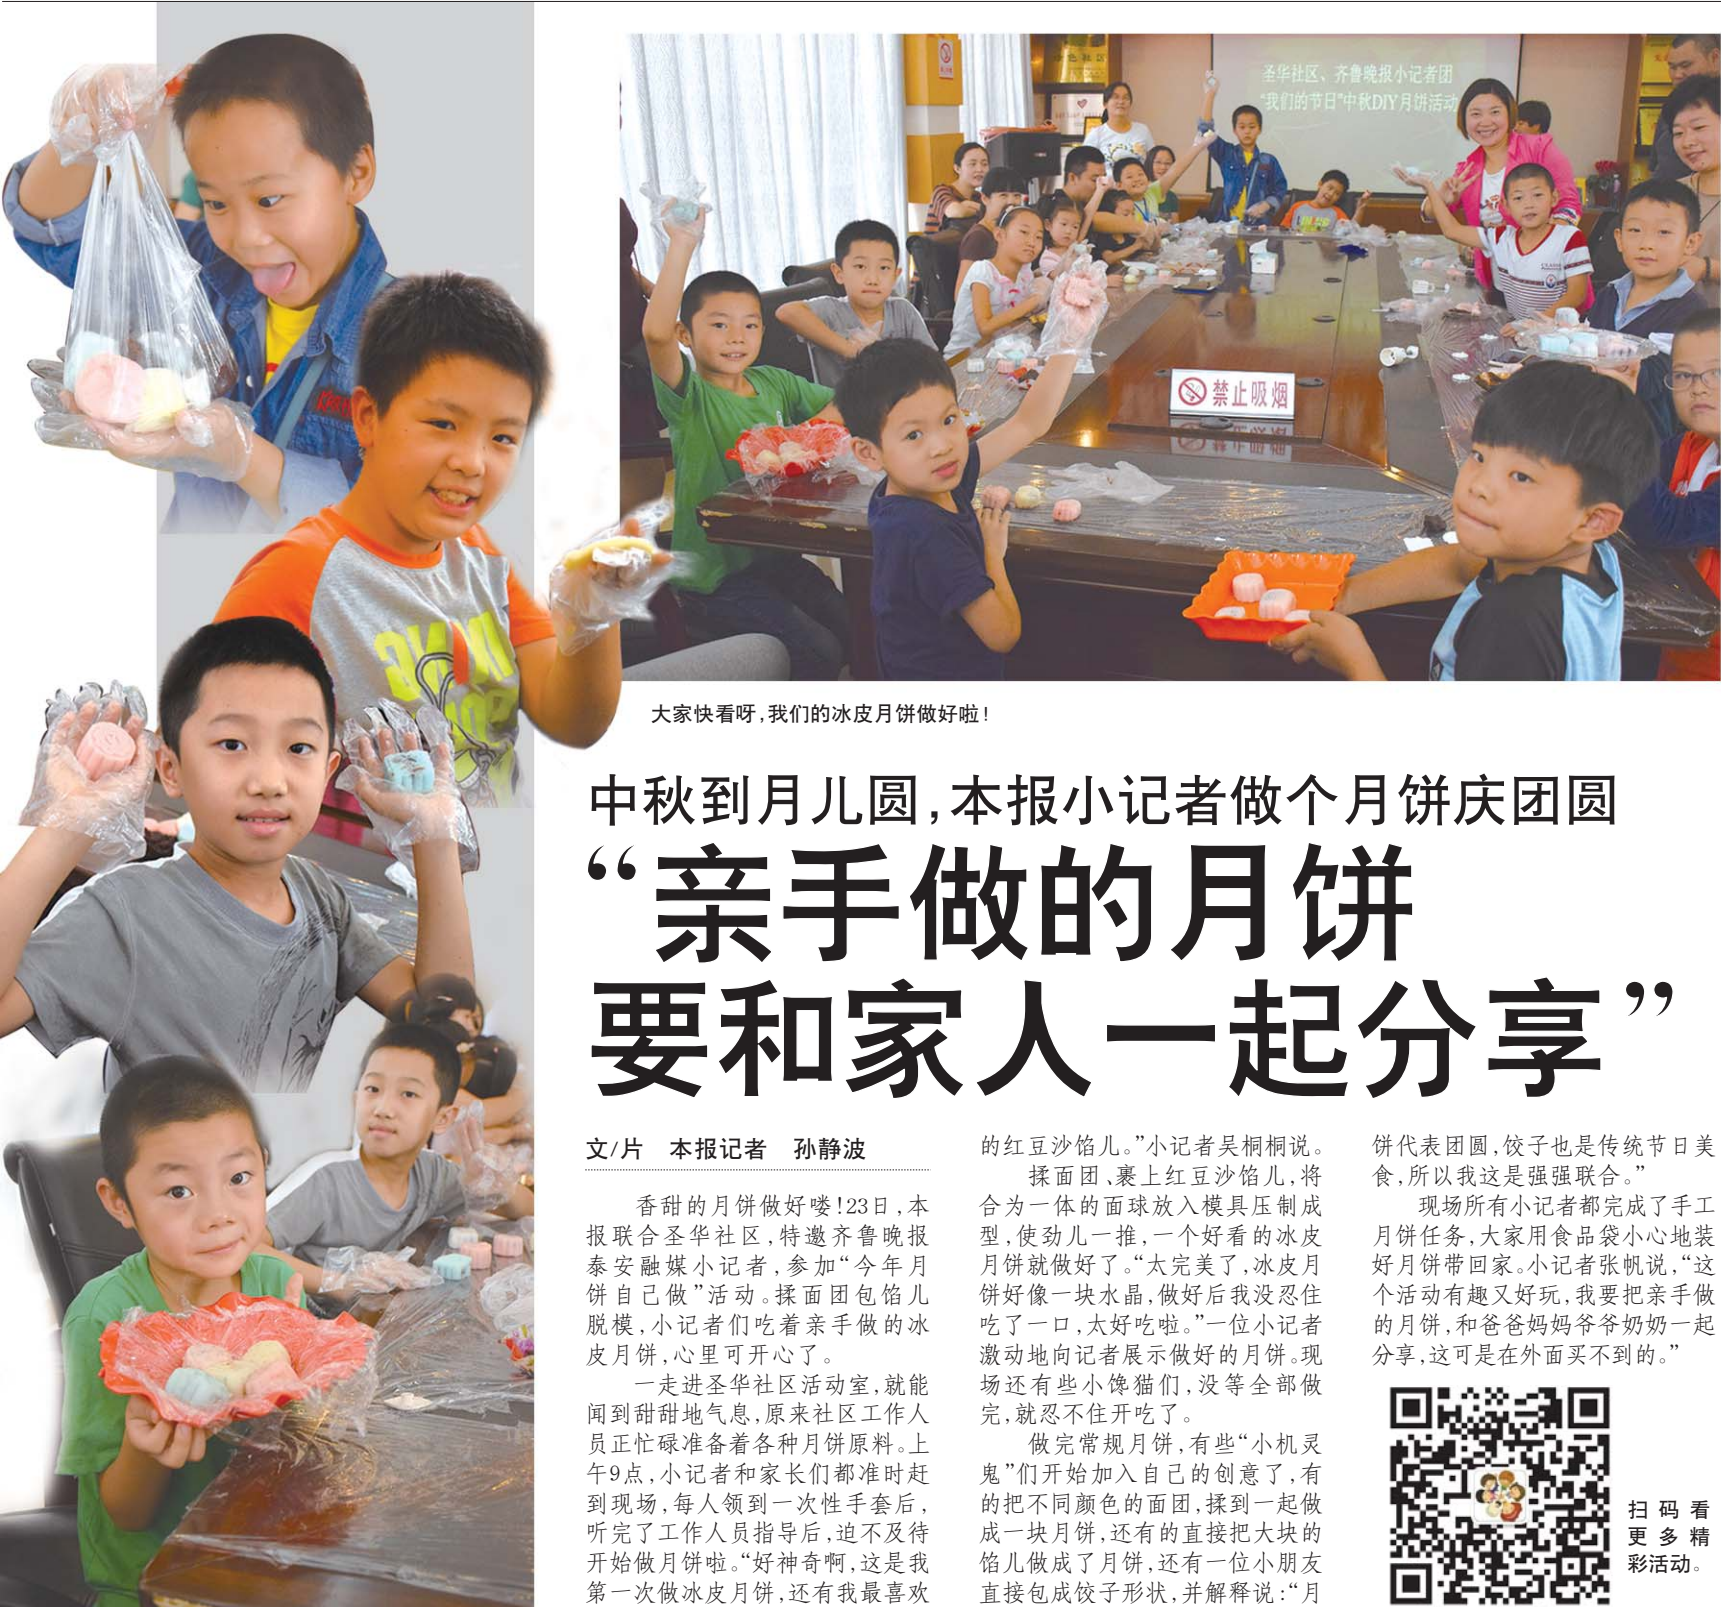 圣华社区、齐鲁晚报小记者团
“我们的节日”中秋DIY月饼活动
禁止吸烟
大家快看呀,我们的冰皮月饼做好啦!
中秋到月儿圆,本报小记者做个月饼庆团圆
“亲手做的月饼
要和家人一起分享”
文/片 本报记者 孙静波
香甜的月饼做好喽!23日,本
报联合圣华社区,特邀齐鲁晚报
泰安融媒小记者,参加“今年月
饼自己做”活动。揉面团包馅儿
脱模,小记者们吃着亲手做的冰
皮月饼,心里可开心了。
一走进圣华社区活动室,就能
闻到甜甜地气息,原来社区工作人
员正忙碌准备着各种月饼原料。上
午9点,小记者和家长们都准时赶
到现场,每人领到一次性手套后,
听完了工作人员指导后,迫不及待
开始做月饼啦。“好神奇啊,这是我
第一次做冰皮月饼,还有我最喜欢
的红豆沙馅儿。”小记者吴桐桐说。
揉面团、裹上红豆沙馅儿,将
合为一体的面球放入模具压制成
型,使劲儿一推,一个好看的冰皮
月饼就做好了。“太完美了,冰皮月
饼好像一块水晶,做好后我没忍住
吃了一口,太好吃啦。”一位小记者
激动地向记者展示做好的月饼。现
场还有些小馋猫们,没等全部做
完,就忍不住开吃了。
做完常规月饼,有些“小机灵
鬼”们开始加入自己的创意了,有
的把不同颜色的面团,揉到一起做
成一块月饼,还有的直接把大块的
馅儿做成了月饼,还有一位小朋友
直接包成饺子形状,并解释说:“月
饼代表团圆,饺子也是传统节日美
食,所以我这是强强联合。”
现场所有小记者都完成了手工
月饼任务,大家用食品袋小心地装
好月饼带回家。小记者张帆说,“这
个活动有趣又好玩,我要把亲手做
的月饼,和爸爸妈妈爷爷奶奶一起
分享,这可是在外面买不到的。”
扫码看
更多精
彩活动。